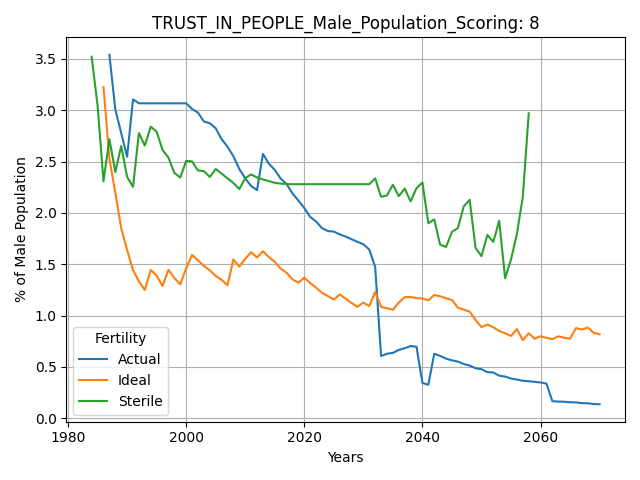 TRUST_IN_PEOPLE_Male_Population_Scoring: 8
% of Male Population
3.5
3.0
2.5
2.0
1.5
1.0
0.5
0.0
Fertility
Actual
Ideal
Sterile
1980 2000 2020 2040 2060
Years